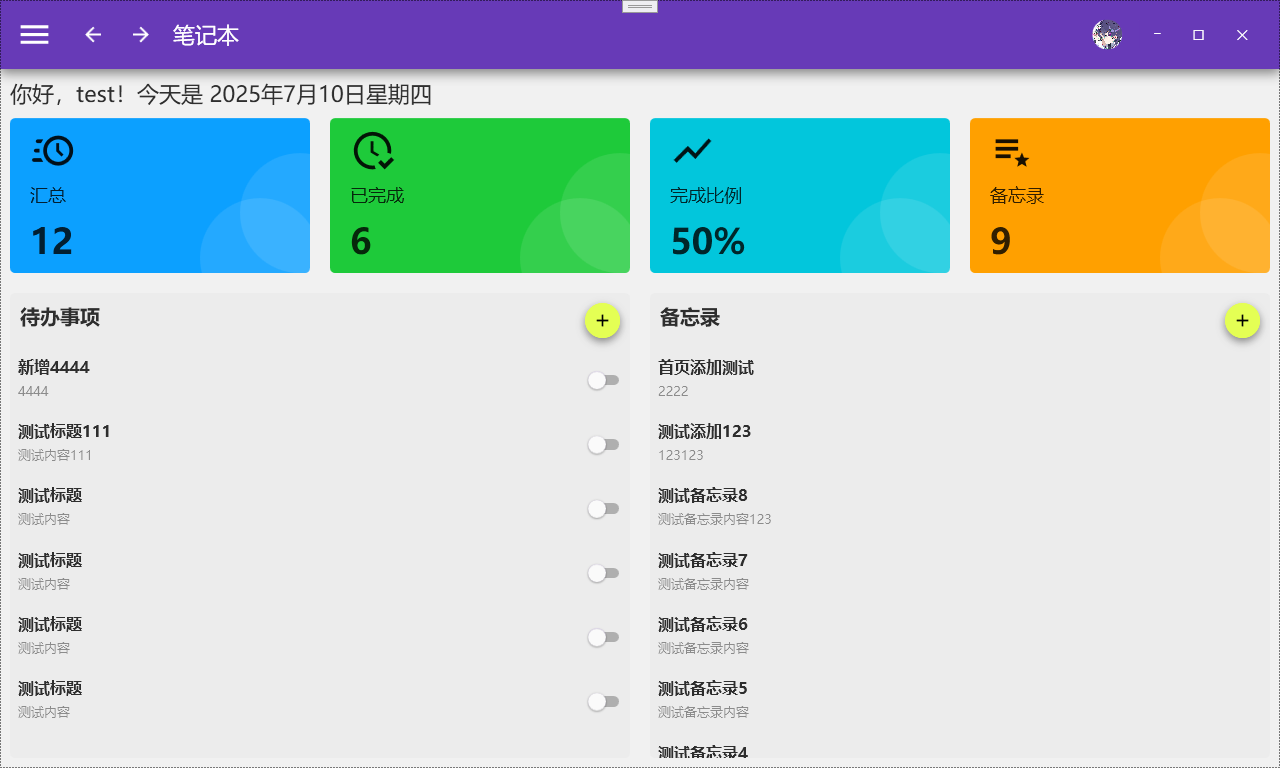 笔记本
你好，test！今天是 2025年7月10日星期四
汇总
12
已完成
6
完成比例
50%
备忘录
9
待办事项
新增4444
4444
测试标题111
测试内容111
测试标题
测试内容
测试标题
测试内容
测试标题
测试内容
测试标题
测试内容
备忘录
首页添加测试
2222
测试添加123
123123
测试备忘录8
测试备忘录内容123
测试备忘录7
测试备忘录内容
测试备忘录6
测试备忘录内容
测试备忘录5
测试备忘录内容
测试备忘录4